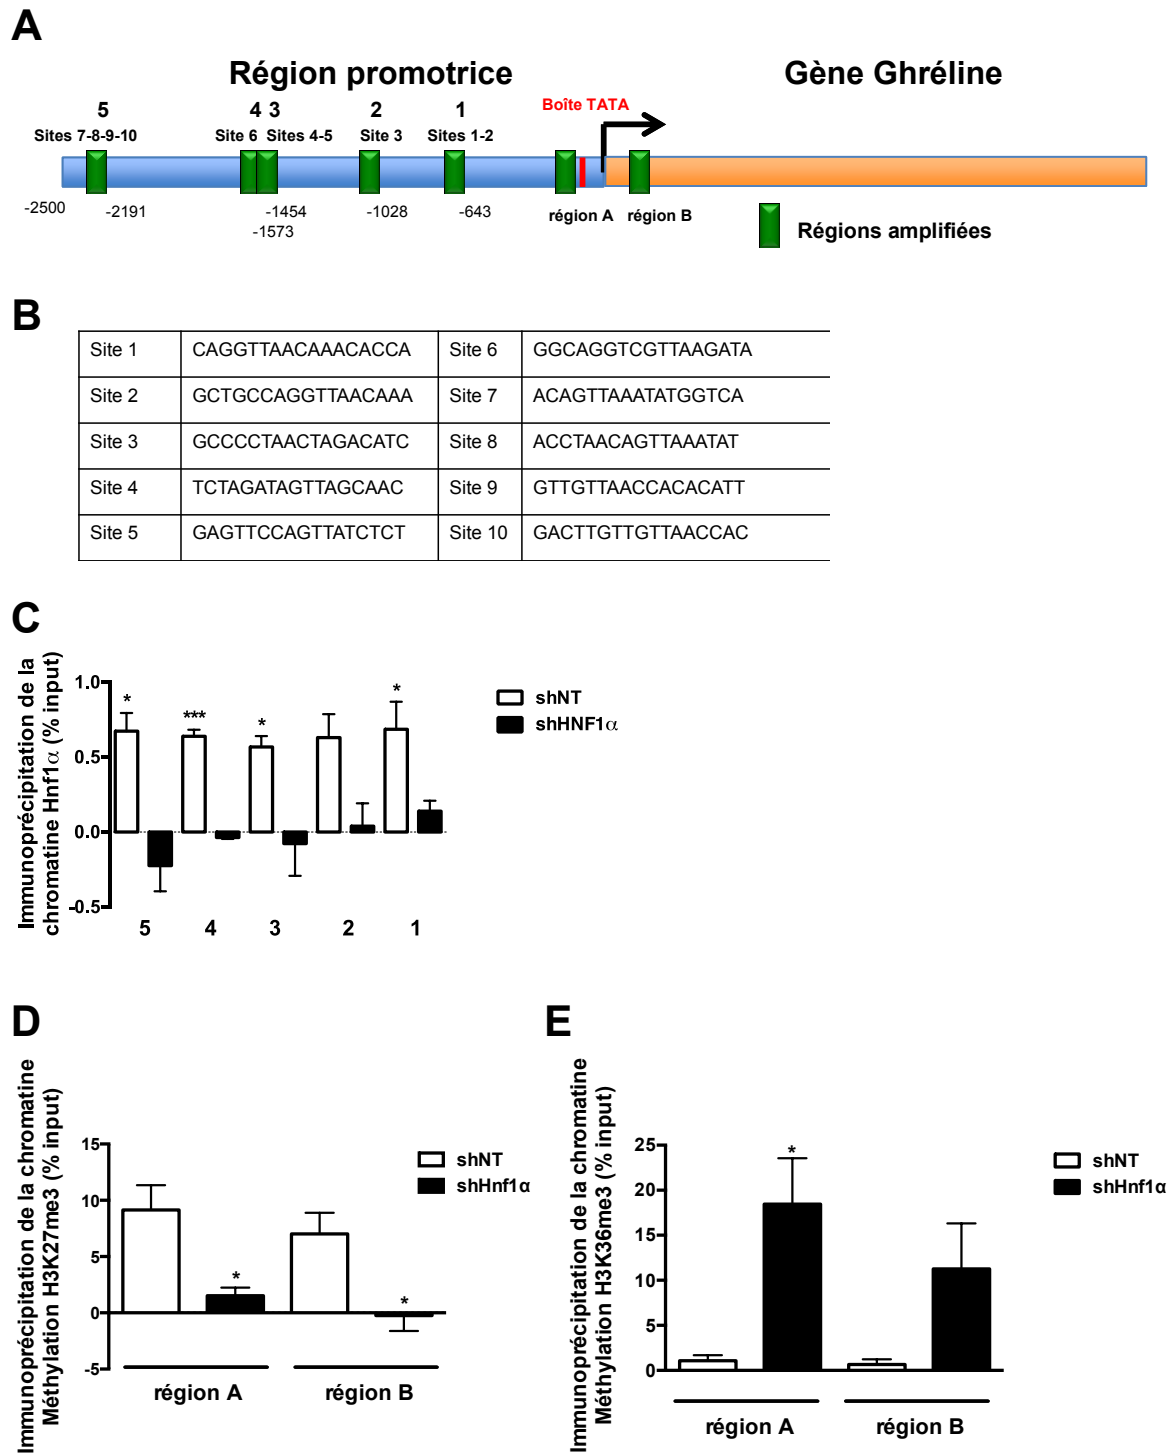 A
Région promotrice
Gène Ghréline
5
4 3
2
1
Boîte TATA
Sites 7-8-9-10
Site 6
Sites 4-5
Site 3
Sites 1-2
-2500
-2191
-1454
-1573
-1028
-643
région A
région B
Régions amplifiées
B
Site 1 CAGGTTAACAAACACCA Site 6 GGCAGGTCGTTAAGATA
Site 2 GCTGCCAGGTTAACAAA Site 7 ACAGTTAAATATGGTCA
Site 3 GCCCCTAACTAGACATC Site 8 ACCTAACAGTTAAATAT
Site 4 TCTAGATAGTTAGCAAC Site 9 GTTGTTAACCACACATT
Site 5 GAGTTCCAGTTATCTCT Site 10 GACTTGTTGTTAACCAC
C
Immunoprécipitation de la
chromatine Hnf1α (% input)
1.0
0.5
0.0
-0.5
*
***
*
*
shNT
shHNF1α
5
4
3
2
1
D
Immunoprécipitation de la chromatine
Méthylation H3K27me3 (% input)
15
10
5
0
-5
*
*
shNT
shHnf1α
région A
région B
E
Immunoprécipitation de la chromatine
Méthylation H3K36me3 (% input)
25
20
15
10
5
0
*
shNT
shHnf1α
région A
région B